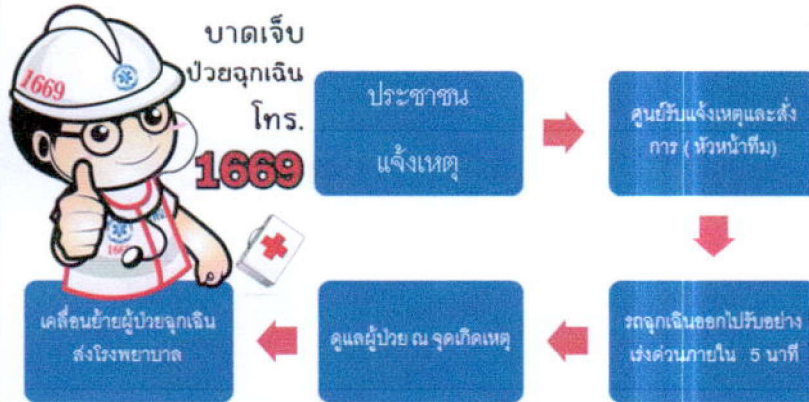 บาดเจ็บ
ป่วยฉุกเฉิน
โทร.
1669
1669
1669
ประชาชน
แจ้งเหตุ
ศูนย์รับแจ้งเหตุและสั่ง
การ ( หัวหน้าทีม)
รถฉุกเฉินออกไปรับอย่าง
เร่งด่วนภายใน 5 นาที
ดูแลผู้ป่วย ณ จุดเกิดเหตุ
เคลื่อนย้ายผู้ป่วยฉุกเฉิน
ส่งโรงพยาบาล